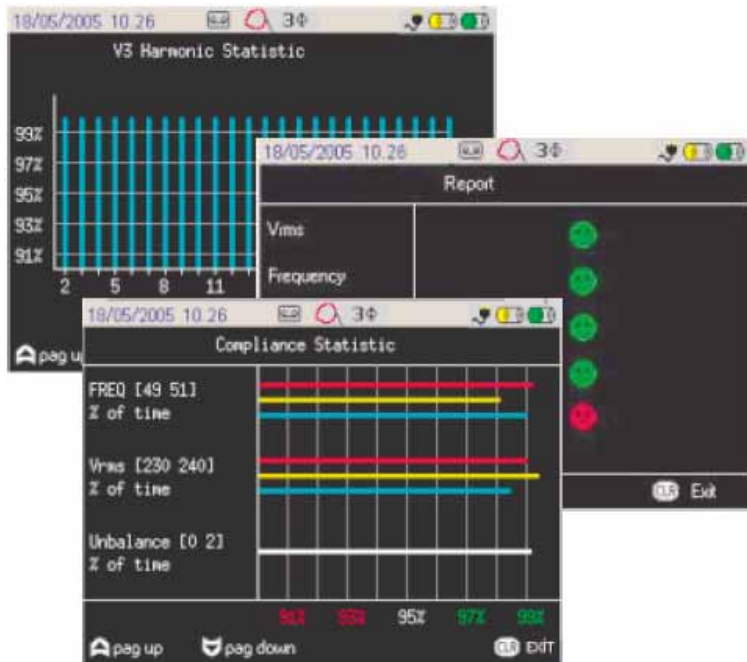 18/05/2005 10.26 3Φ
V3 Harmonic Statistic
99%
97%
95%
93%
91%
2 5 8 11
pag up
18/05/2005 10.26 3Φ
Report
Vrms
Frequency
CLR Exit
18/05/2005 10.26 3Φ
Compliance Statistic
FREQ [49 51]
% of time
Vrms [230 240]
% of time
Unbalance [0 2]
% of time
91% 93% 95% 97% 99%
pag up pag down CLR EXIT